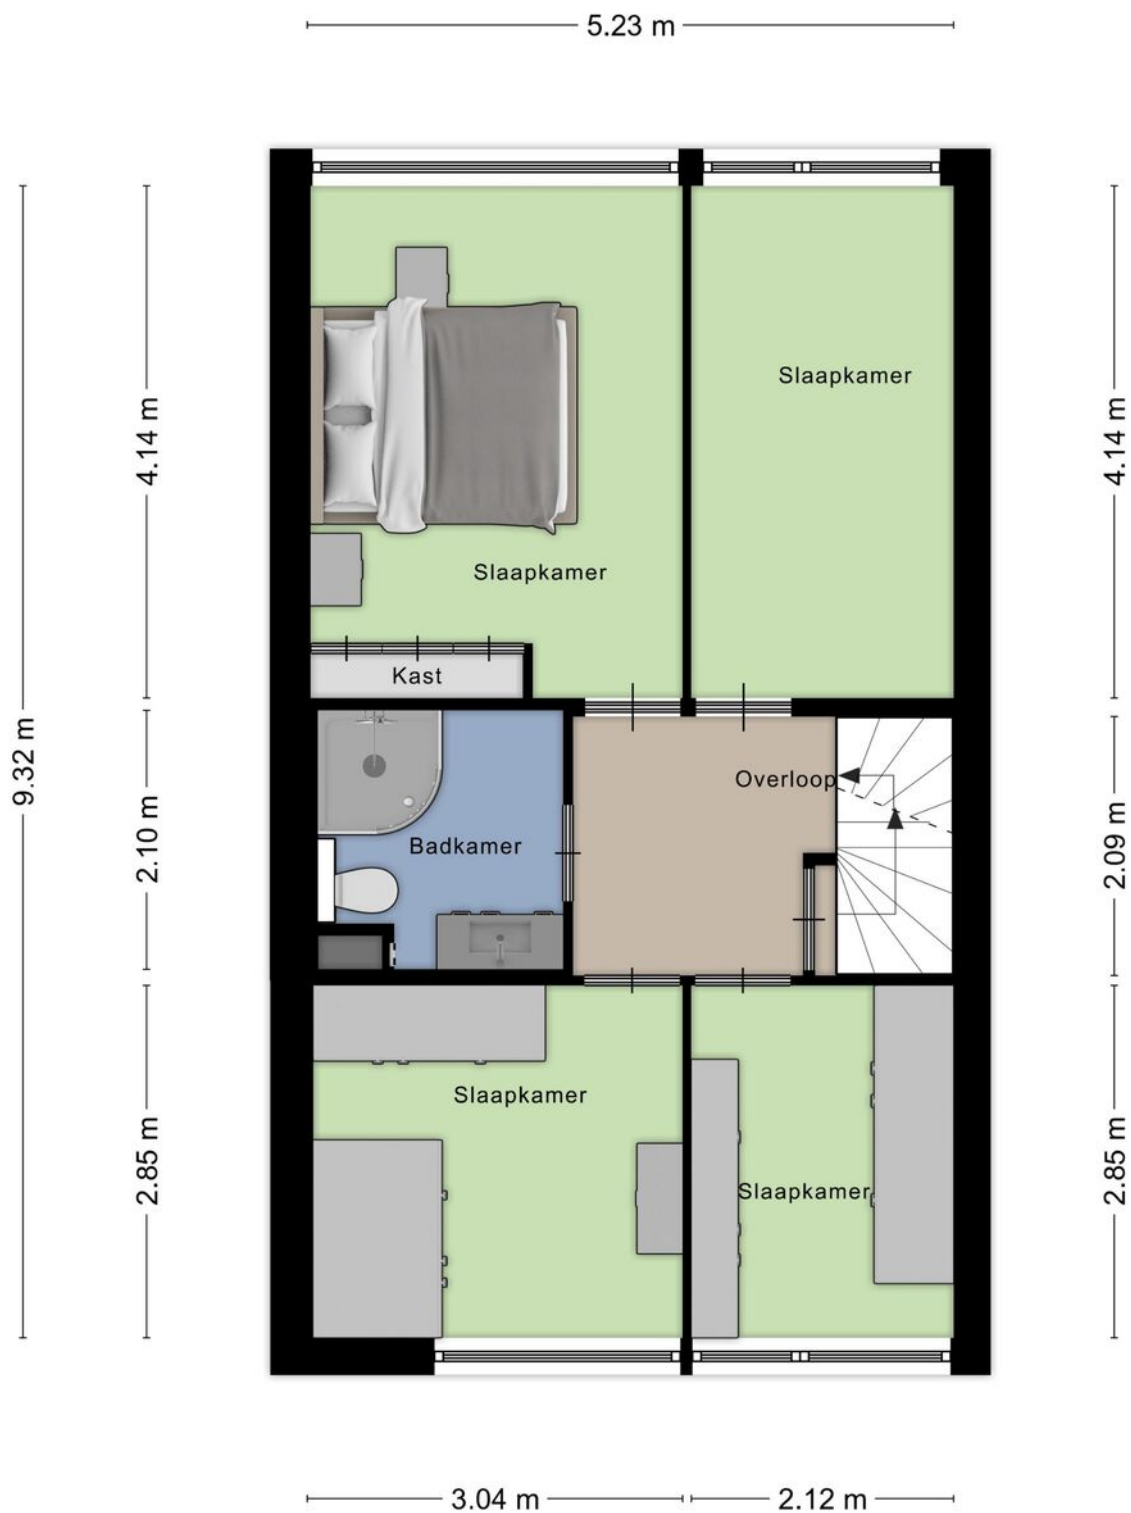 5.23 m
Slaapkamer
4.14 m
4.14 m
Slaapkamer
Kast
9.32 m
Overloop
2.10 m
Badkamer
2.09 m
Slaapkamer
2.85 m
Slaapkamer
2.85 m
3.04 m
2.12 m